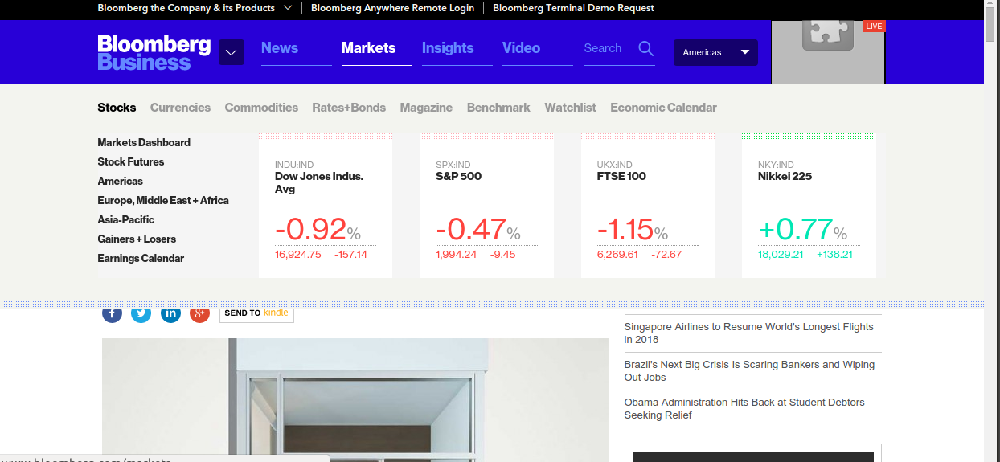 Bloomberg the Company & its Products
Bloomberg Anywhere Remote Login
Bloomberg Terminal Demo Request
Bloomberg
Business
News
Markets
Insights
Video
Search
Americas
LIVE
Stocks
Currencies
Commodities
Rates+Bonds
Magazine
Benchmark
Watchlist
Economic Calendar
Markets Dashboard
Stock Futures
Americas
Europe, Middle East + Africa
Asia-Pacific
Gainers + Losers
Earnings Calendar
INDU:IND
Dow Jones Indus.
Avg
-0.92%
16,924.75 -157.14
SPX:IND
S&P 500
-0.47%
1,994.24 -9.45
UKX:IND
FTSE 100
-1.15%
6,269.61 -72.67
NKY:IND
Nikkei 225
+0.77%
18,029.21 +138.21
SEND TO kindle
Singapore Airlines to Resume World's Longest Flights
in 2018
Brazil's Next Big Crisis Is Scaring Bankers and Wiping
Out Jobs
Obama Administration Hits Back at Student Debtors
Seeking Relief